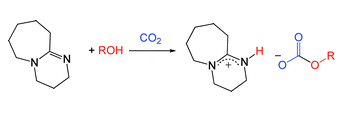 CO2
N N + ROH N + N H − O O O R